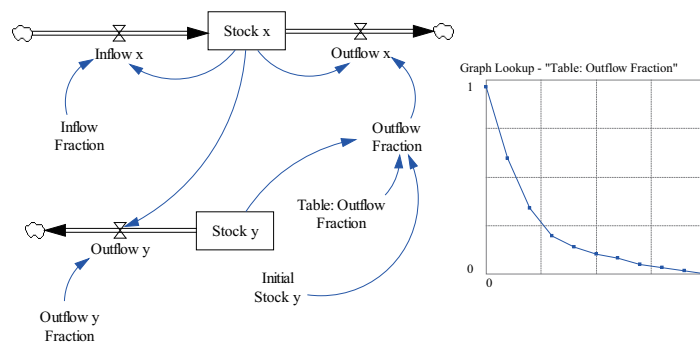 Stock x
Inflow x
Outflow x
Inflow
Fraction
Outflow
Fraction
Table: Outflow
Fraction
Stock y
Outflow y
Initial
Stock y
Outflow y
Fraction
Graph Lookup - "Table: Outflow Fraction"
1
0
0